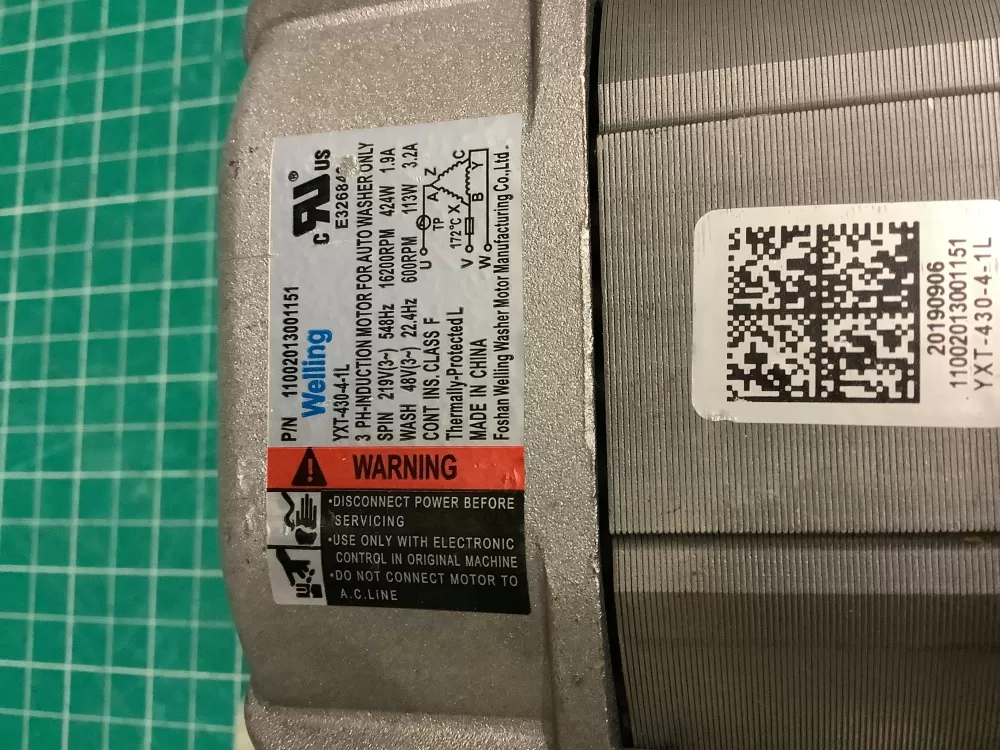 P/N 11002013001151
Welling
c RU® US
YXT-430-4-1L
3 PH-INDUCTION MOTOR FOR AUTO WASHER ONLY
SPIN 219V(3~) 548Hz 16200RPM 424W 1.9A
WASH 48V(3~) 22.4Hz 600RPM 113W 3.2A
CONT INS. CLASS F
Thermally-Protected L
MADE IN CHINA
Foshan Welling Washer Motor Manufacturing Co.,Ltd.
U
A Z
TP
C
172℃ X
V
B Y
W
WARNING
•DISCONNECT POWER BEFORE
SERVICING
•USE ONLY WITH ELECTRONIC
CONTROL IN ORIGINAL MACHINE
•DO NOT CONNECT MOTOR TO
A.C.LINE
20190906
11002013001151
YXT-430-4-1L